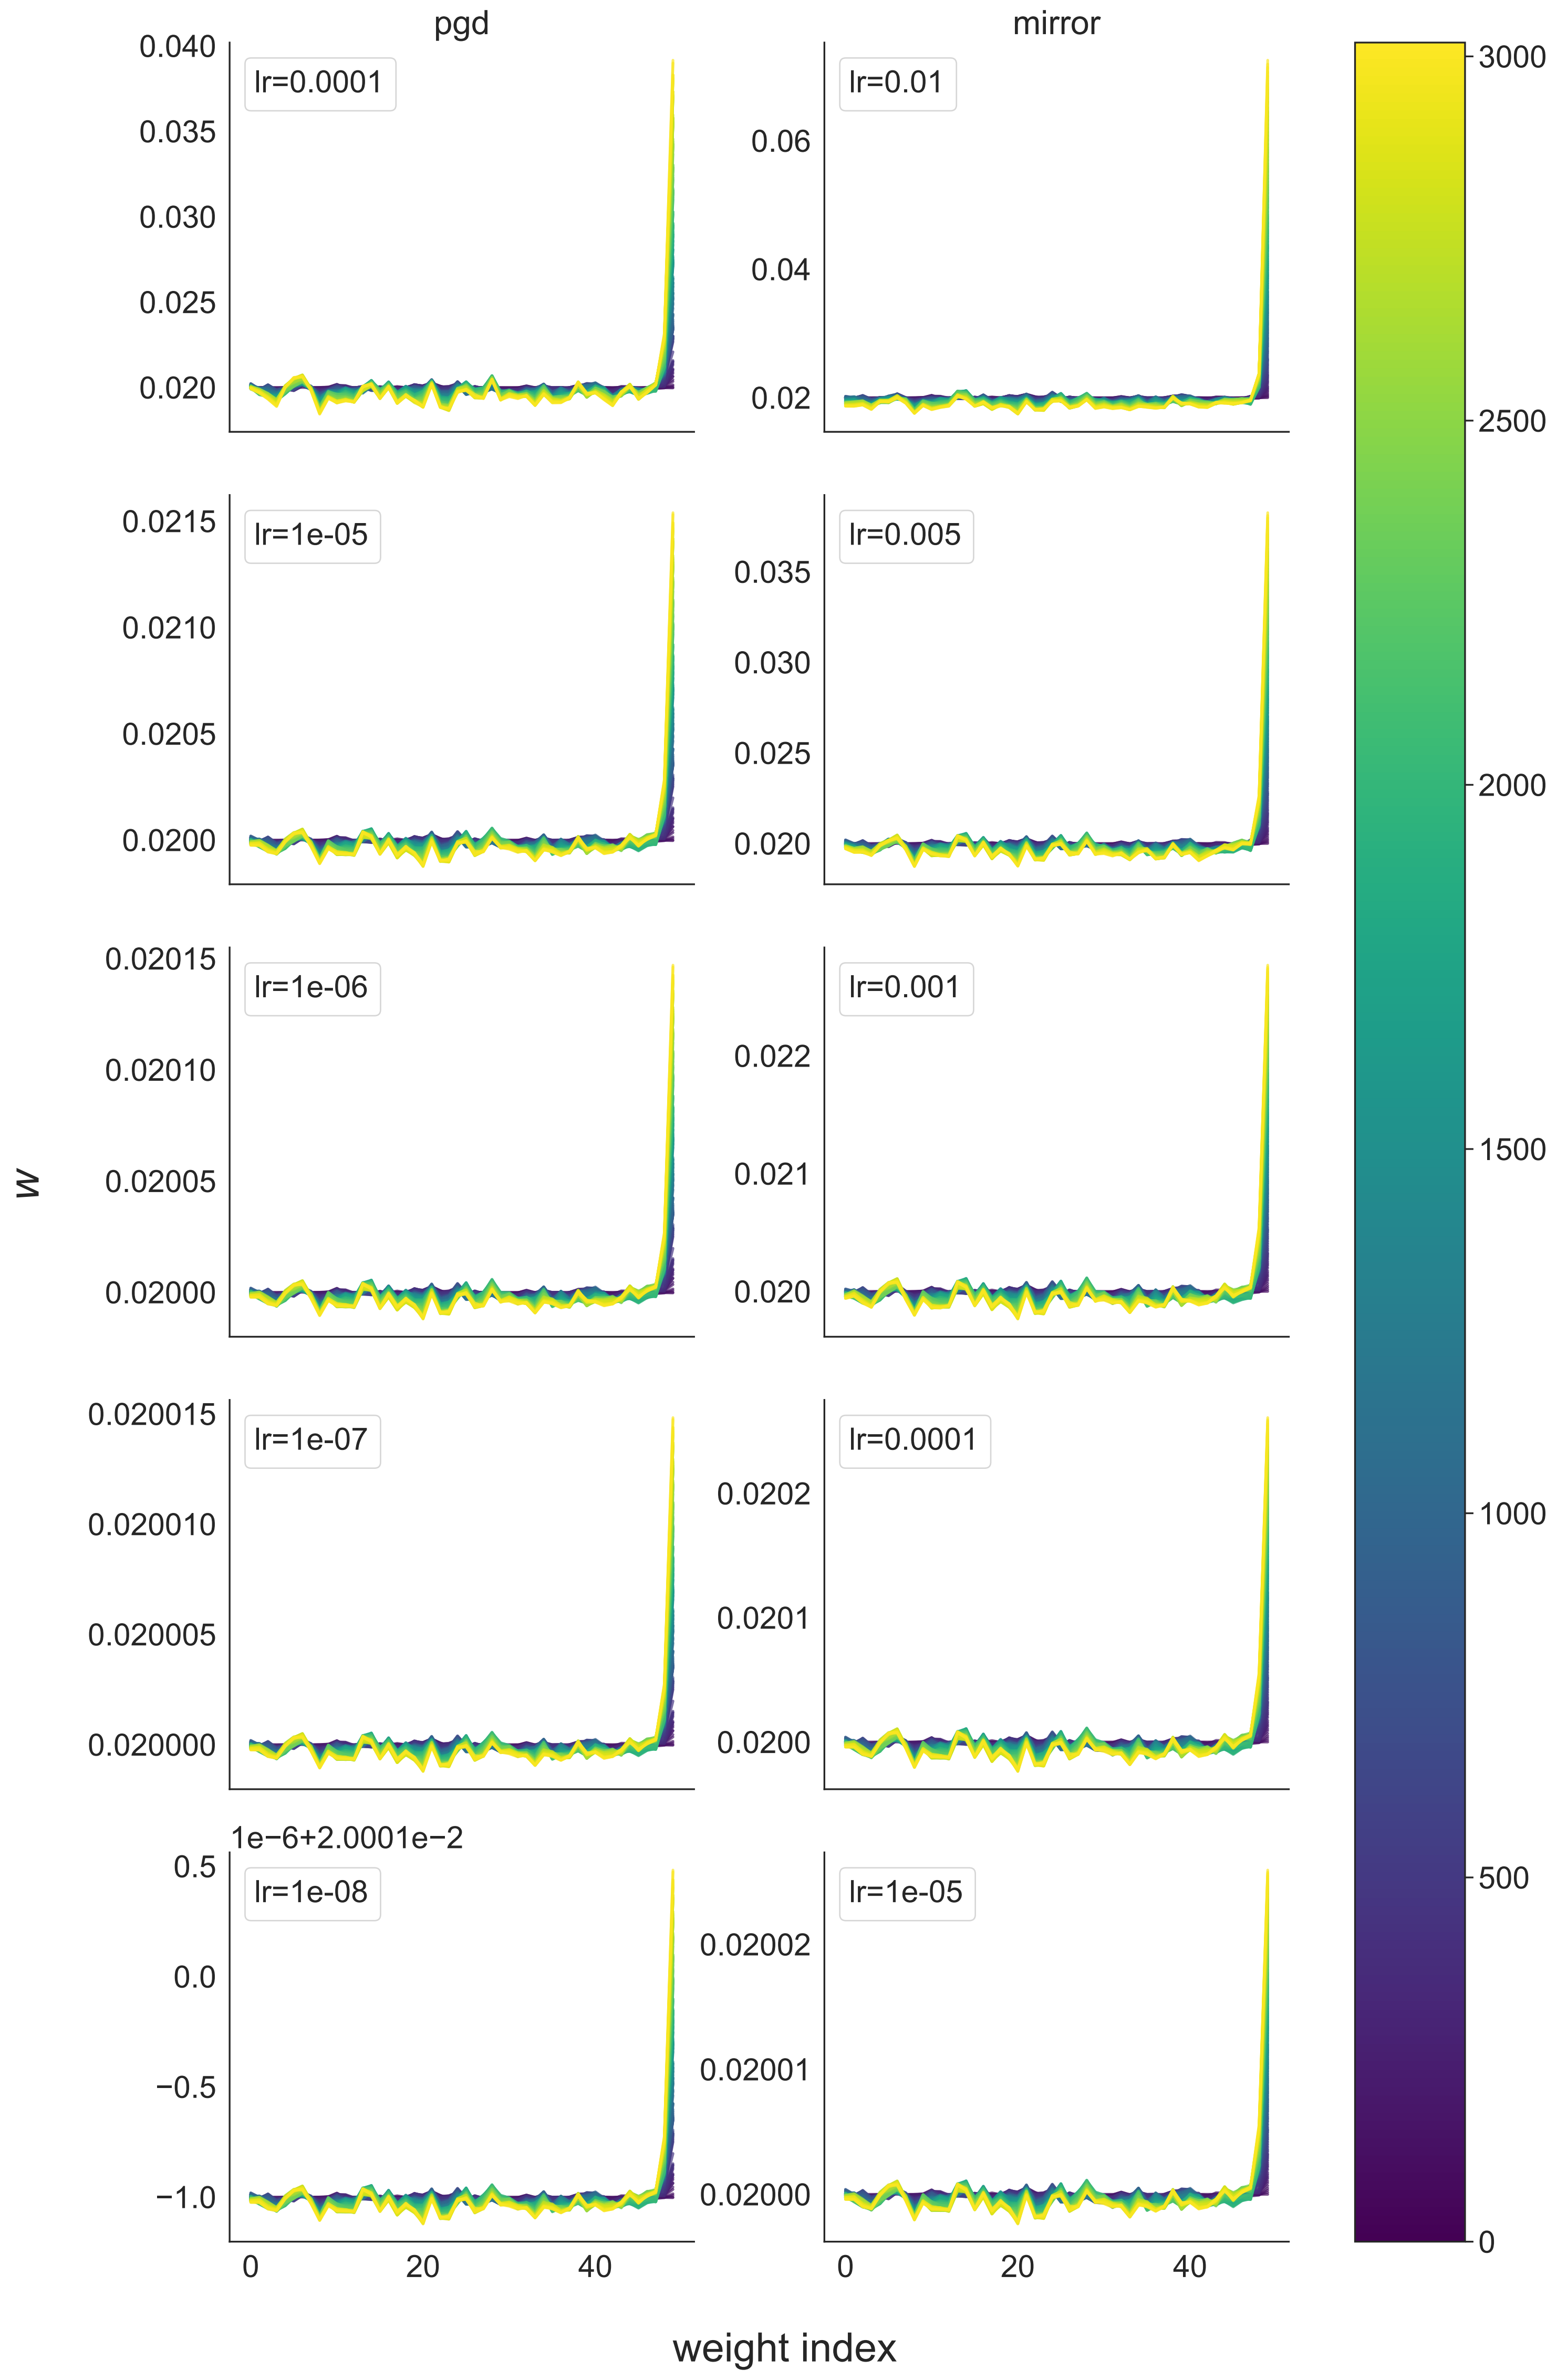 pgd
mirror
lr=0.0001
0.040
0.035
0.030
0.025
0.020
lr=0.01
0.06
0.04
0.02
lr=1e-05
0.0215
0.0210
0.0205
0.0200
lr=0.005
0.035
0.030
0.025
0.020
lr=1e-06
0.02015
0.02010
0.02005
0.02000
lr=0.001
0.022
0.021
0.020
lr=1e-07
0.020015
0.020010
0.020005
0.020000
lr=0.0001
0.0202
0.0201
0.0200
1e−6+2.0001e−2
lr=1e-08
0.5
0.0
−0.5
−1.0
0 20 40
lr=1e-05
0.02002
0.02001
0.02000
0 20 40
w
weight index
3000
2500
2000
1500
1000
500
0